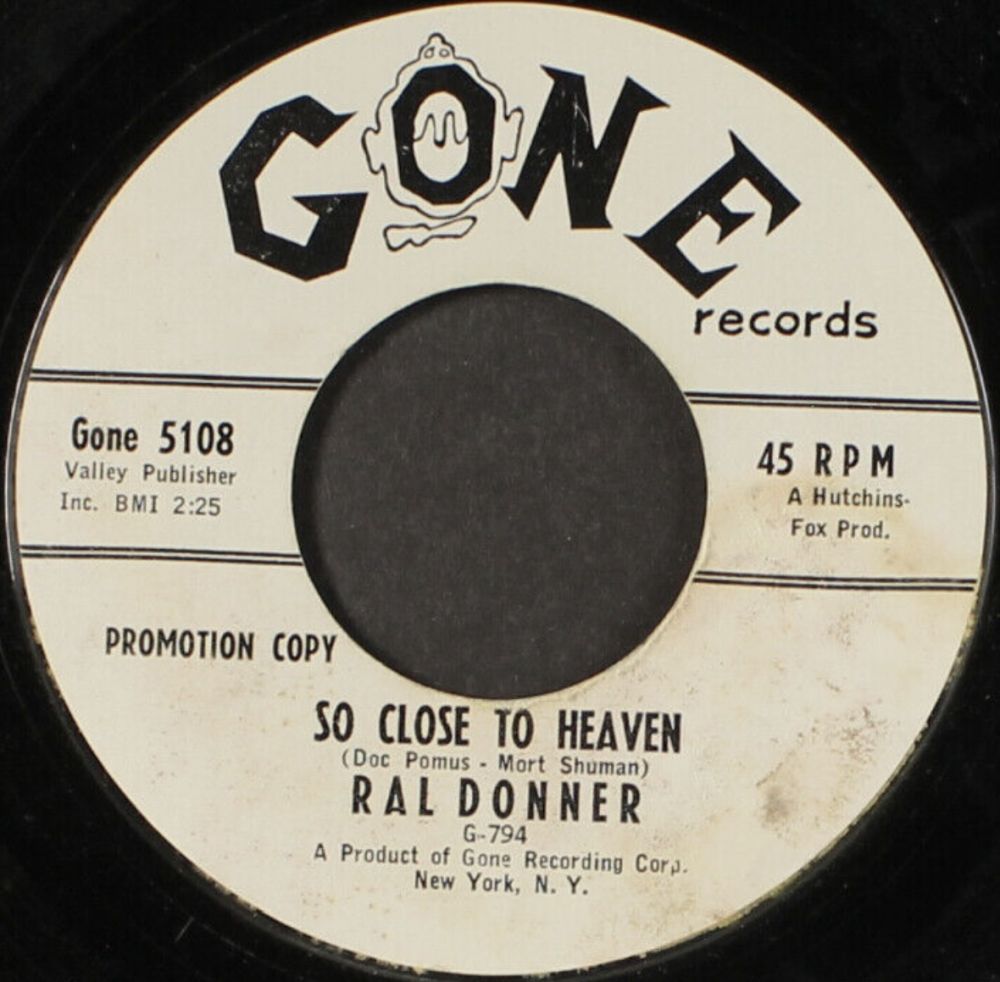 GONE
records
Gone 5108
Valley Publisher
Inc. BMI 2:25
45 RPM
A Hutchins-
Fox Prod.
PROMOTION COPY
SO CLOSE TO HEAVEN
(Doc Pomus - Mort Shuman)
RAL DONNER
G-794
A Product of Gone Recording Corp.
New York, N. Y.